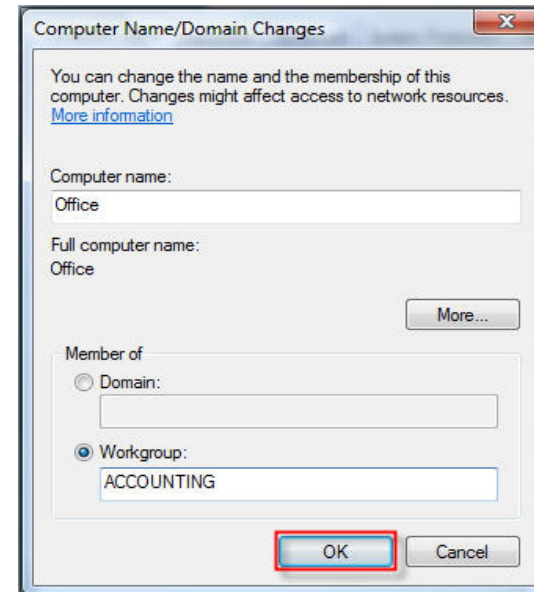 Computer Name/Domain Changes
You can change the name and the membership of this
computer. Changes might affect access to network resources.
More information
Computer name:
Office
Full computer name:
Office
More...
Member of
Domain:
Workgroup:
ACCOUNTING
OK
Cancel